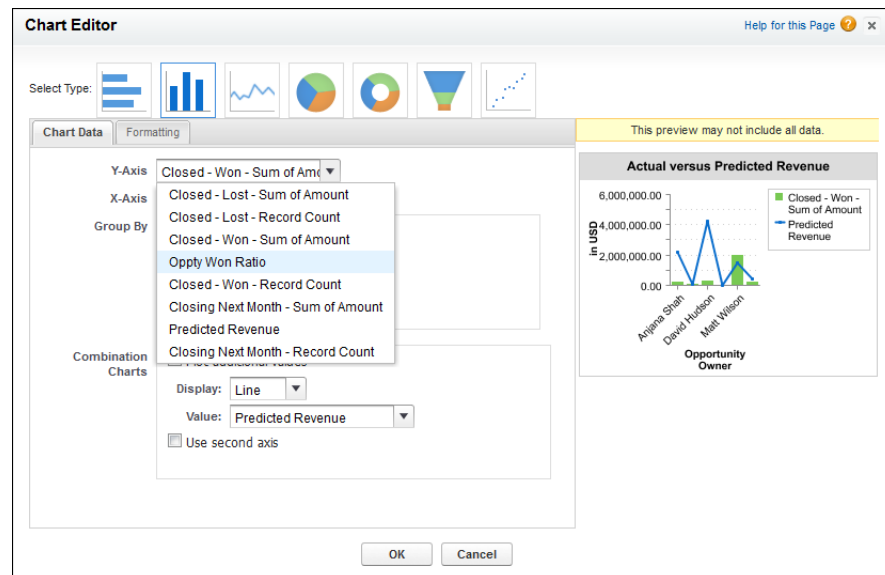 Chart Editor
Help for this Page
Select Type:
Chart Data
Formatting
Y-Axis
Closed - Won - Sum of Am
X-Axis
Group By
Closed - Lost - Sum of Amount
Closed - Lost - Record Count
Closed - Won - Sum of Amount
Oppty Won Ratio
Closed - Won - Record Count
Closing Next Month - Sum of Amount
Predicted Revenue
Closing Next Month - Record Count
Combination
Charts
Display:
Line
Value:
Predicted Revenue
Use second axis
OK
Cancel
This preview may not include all data.
Actual versus Predicted Revenue
6,000,000.00
4,000,000.00
2,000,000.00
0.00
in USD
Closed - Won -
Sum of Amount
Predicted
Revenue
Anjana Shah
David Hudson
Matt Wilson
Opportunity
Owner